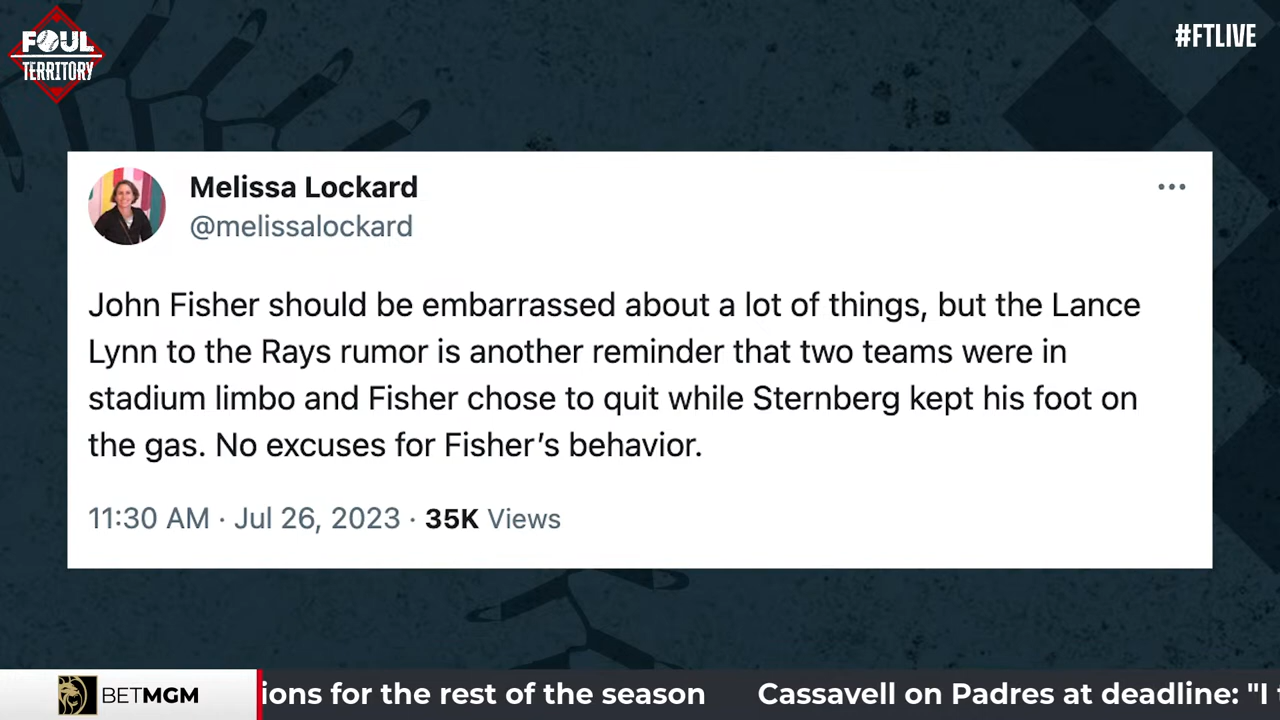 FOUL
TERRITORY
#FTLIVE
Melissa Lockard
@melissalockard
John Fisher should be embarrassed about a lot of things, but the Lance
Lynn to the Rays rumor is another reminder that two teams were in
stadium limbo and Fisher chose to quit while Sternberg kept his foot on
the gas. No excuses for Fisher’s behavior.
11:30 AM · Jul 26, 2023 · 35K Views
BETMGM
ions for the rest of the season Cassavell on Padres at deadline: "I